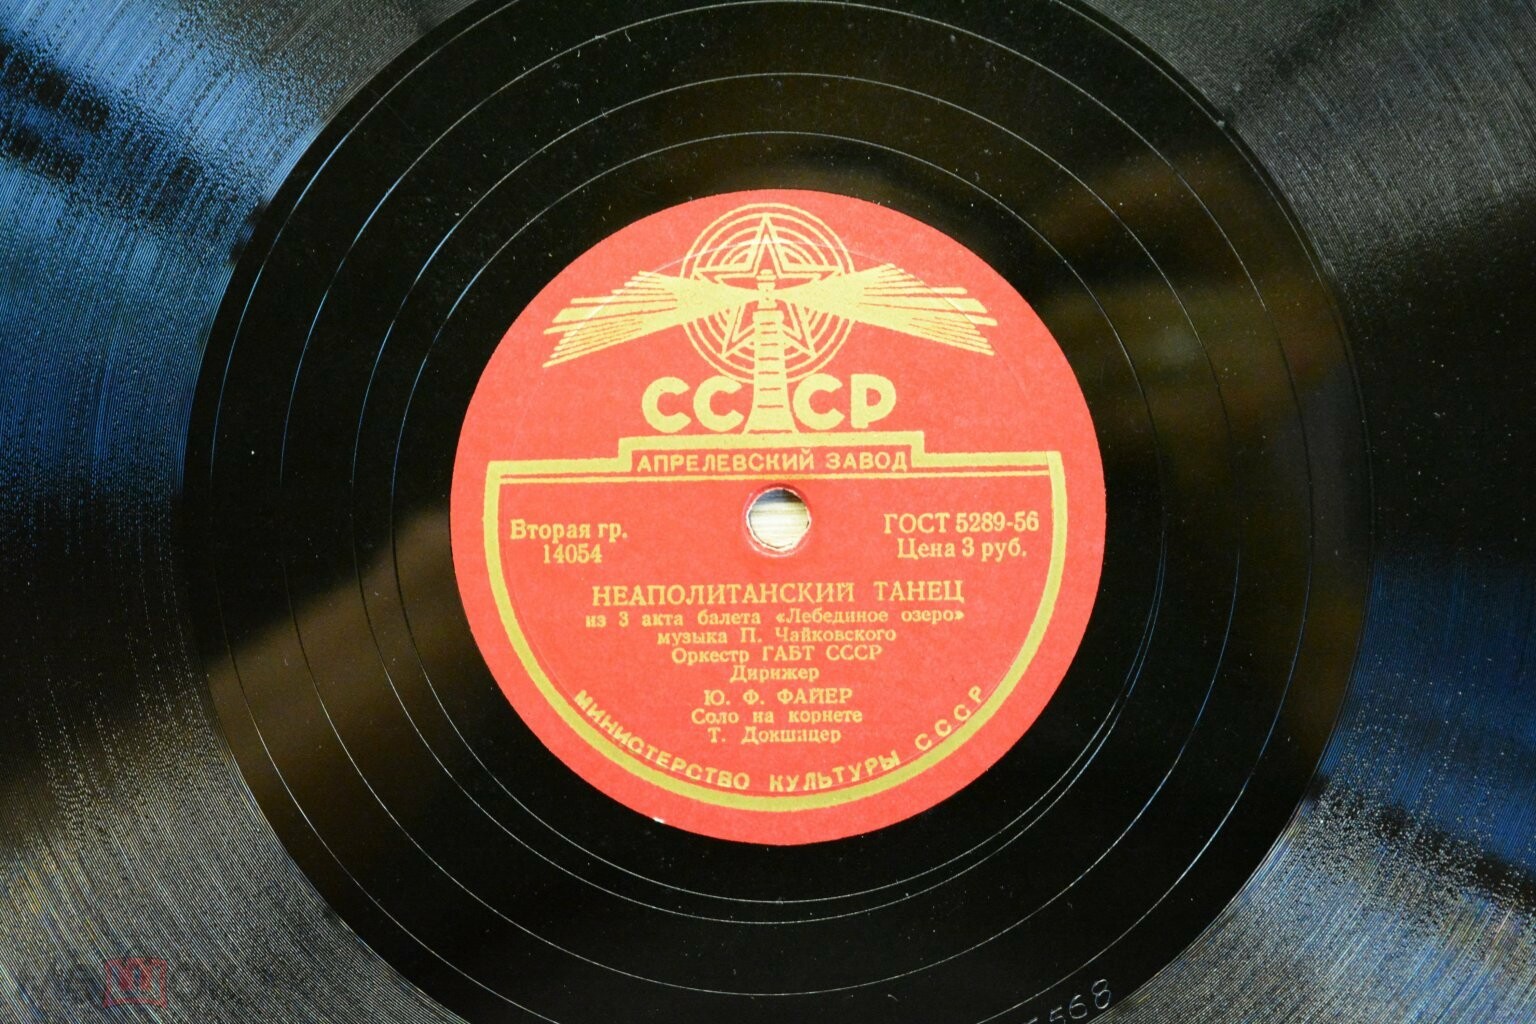 СССР
АПРЕЛЕВСКИЙ ЗАВОД
Вторая гр.
14054
ГОСТ 5289-56
Цена 3 руб.
НЕАПОЛИТАНСКИЙ ТАНЕЦ
из 3 акта балета «Лебединое озеро»
музыка П. Чайковского
Оркестр ГАБТ СССР
Дирижер
Ю. Ф. ФАЙЕР
Соло на корнете
Т. Докшицер
МИНИСТЕРСТВО КУЛЬТУРЫ СССР